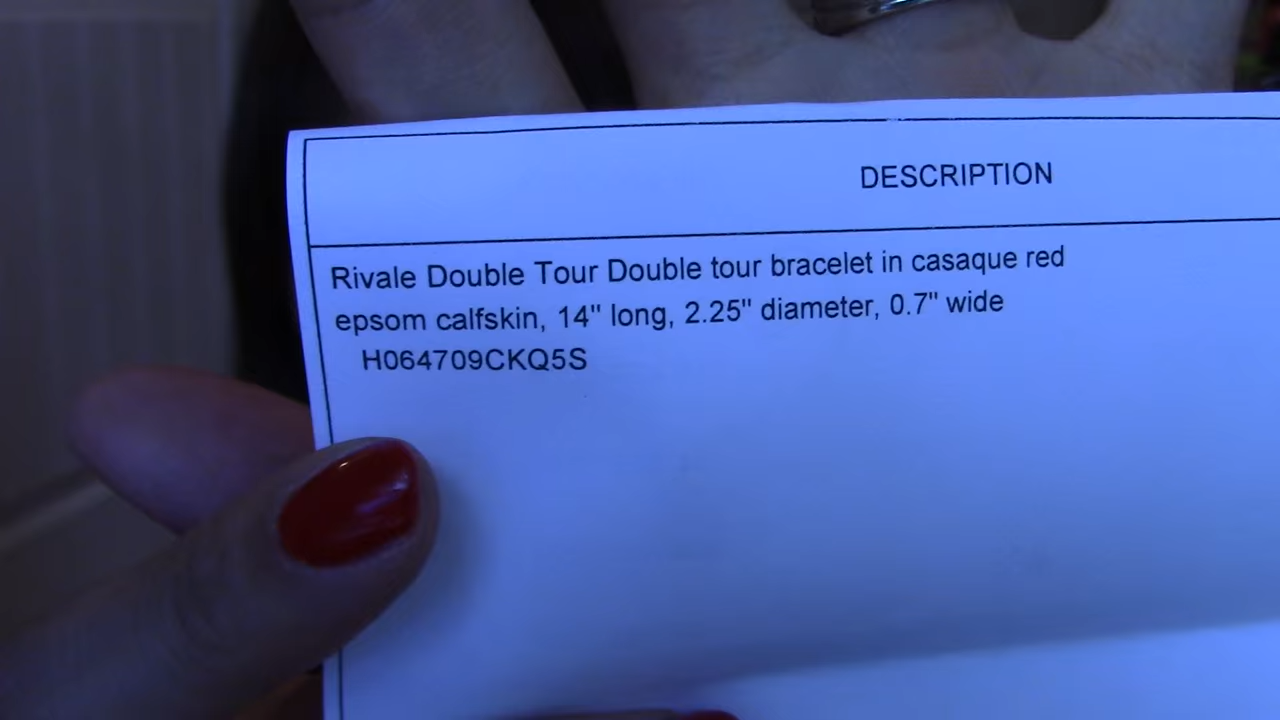 DESCRIPTION
Rivale Double Tour Double tour bracelet in casaque red
epsom calfskin, 14" long, 2.25" diameter, 0.7" wide
H064709CKQ5S